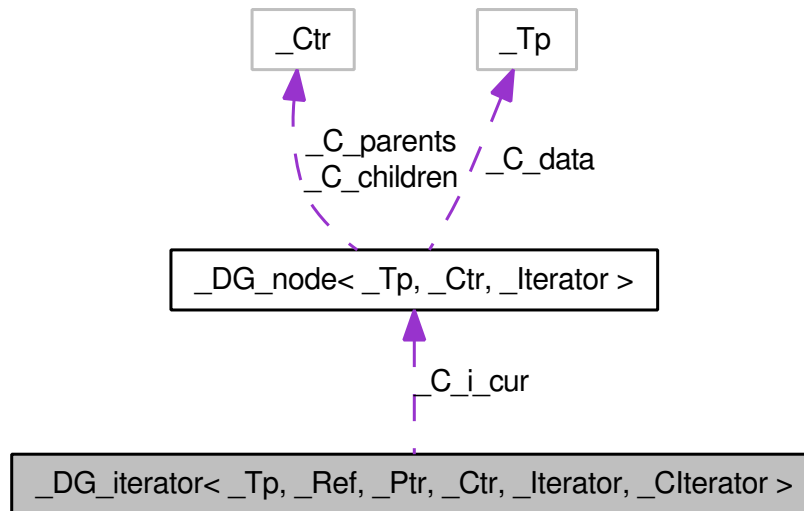 _Ctr
_Tp
_C_parents
_C_children
_C_data
_DG_node< _Tp, _Ctr, _Iterator >
_C_i_cur
_DG_iterator< _Tp, _Ref, _Ptr, _Ctr, _Iterator, _CIterator >